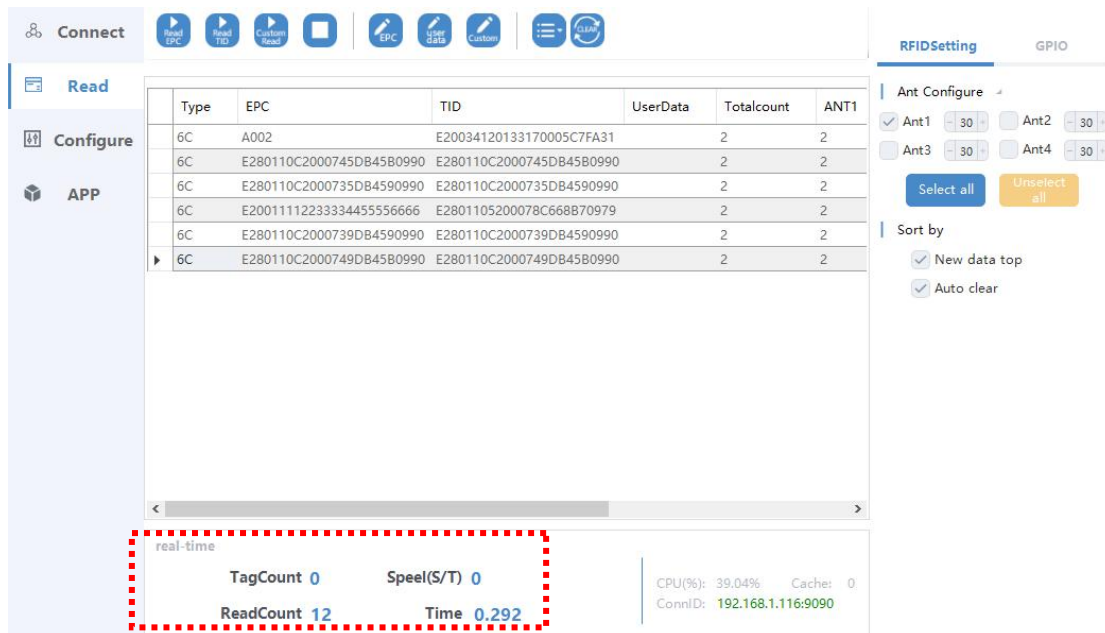 Connect
Read
Configure
APP
Read EPC
Read TID
Custom Read
EPC
user data
Custom
CLEAR
Type EPC TID UserData Totalcount ANT1
6C A002 E20034120133170005C7FA31 2 2
6C E280110C2000745DB45B0990 E280110C2000745DB45B0990 2 2
6C E280110C2000735DB4590990 E280110C2000735DB4590990 2 2
6C E20011112233334455556666 E2801105200078C668B70979 2 2
6C E280110C2000739DB4590990 E280110C2000739DB4590990 2 2
6C E280110C2000749DB45B0990 E280110C2000749DB45B0990 2 2
real-time
TagCount 0 Speel(S/T) 0
ReadCount 12 Time 0.292
CPU(%): 39.04% Cache: 0
ConnID: 192.168.1.116:9090
RFIDSetting GPIO
Ant Configure
Ant1 - 30 + Ant2 - 30 +
Ant3 - 30 + Ant4 - 30 +
Select all
Unselect
all
Sort by
New data top
Auto clear